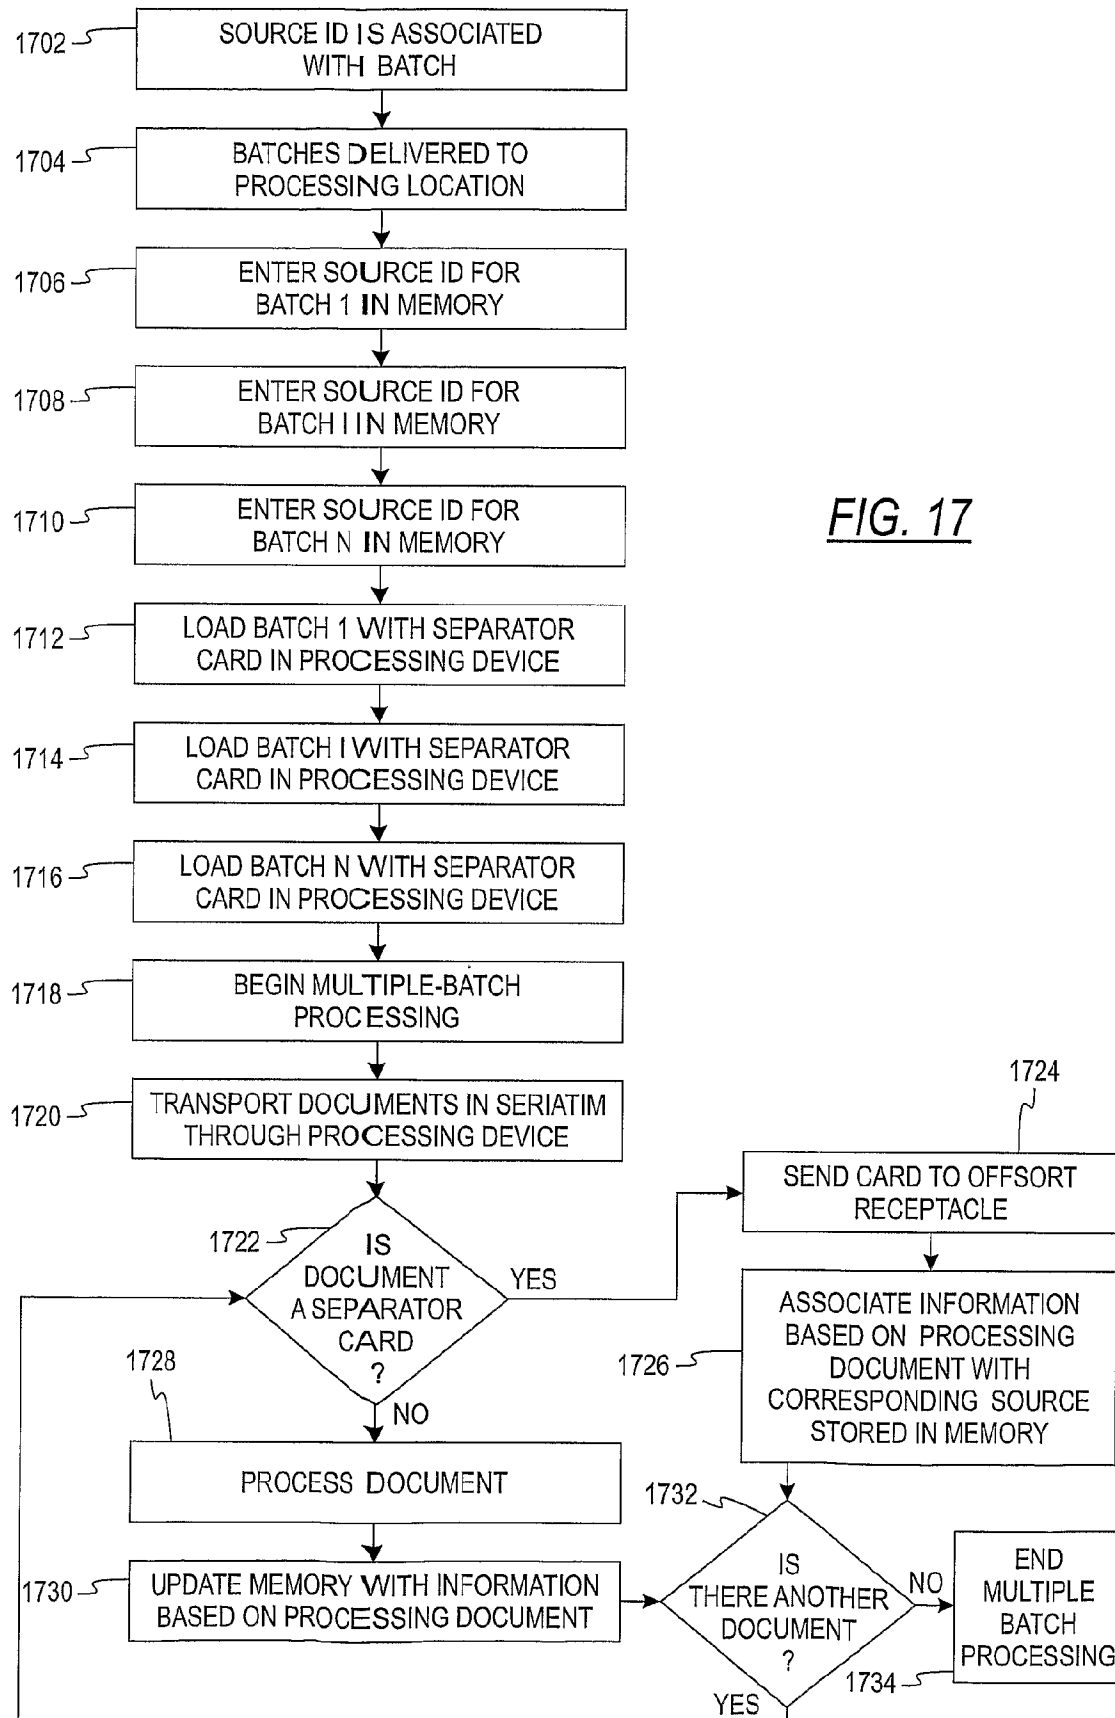 1702
SOURCE ID IS ASSOCIATED
WITH BATCH
1704
BATCHES DELIVERED TO
PROCESSING LOCATION
1706
ENTER SOURCE ID FOR
BATCH 1 IN MEMORY
1708
ENTER SOURCE ID FOR
BATCH I IN MEMORY
1710
ENTER SOURCE ID FOR
BATCH N IN MEMORY
FIG. 17
1712
LOAD BATCH 1 WITH SEPARATOR
CARD IN PROCESSING DEVICE
1714
LOAD BATCH I WITH SEPARATOR
CARD IN PROCESSING DEVICE
1716
LOAD BATCH N WITH SEPARATOR
CARD IN PROCESSING DEVICE
1718
BEGIN MULTIPLE-BATCH
PROCESSING
1720
TRANSPORT DOCUMENTS IN SERIATIM
THROUGH PROCESSING DEVICE
1722
IS
DOCUMENT
A SEPARATOR
CARD
?
YES
NO
1724
SEND CARD TO OFFSORT
RECEPTACLE
1726
ASSOCIATE INFORMATION
BASED ON PROCESSING
DOCUMENT WITH
CORRESPONDING SOURCE
STORED IN MEMORY
1728
PROCESS DOCUMENT
1730
UPDATE MEMORY WITH INFORMATION
BASED ON PROCESSING DOCUMENT
1732
IS
THERE ANOTHER
DOCUMENT
?
NO
YES
1734
END
MULTIPLE
BATCH
PROCESSING